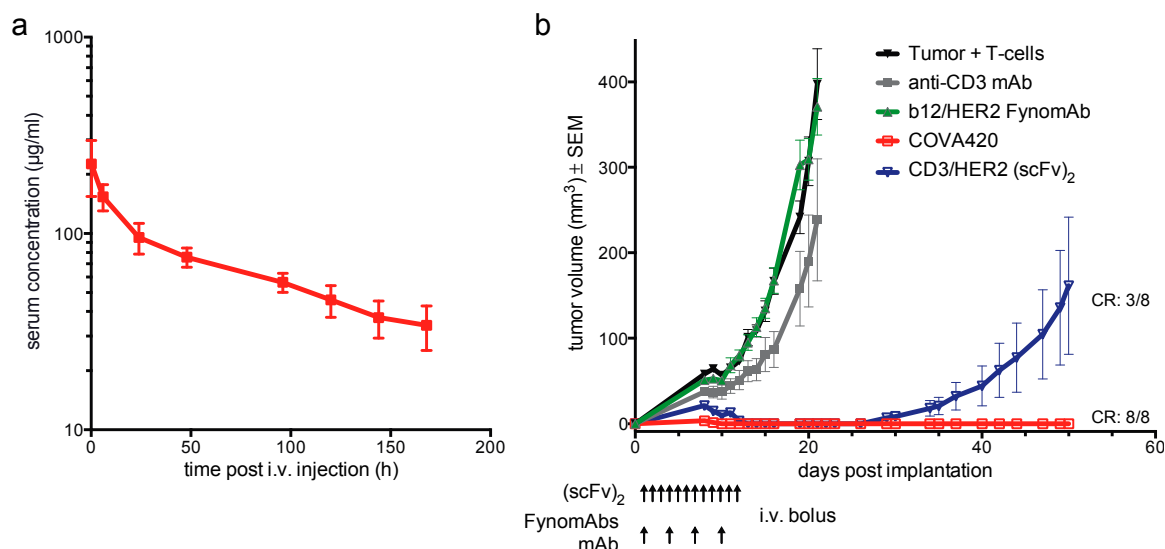 a
1000
100
10
serum concentration (µg/ml)
0
50
100
150
200
time post i.v. injection (h)
b
400
300
200
100
0
tumor volume (mm³) ± SEM
Tumor + T-cells
anti-CD3 mAb
b12/HER2 FynomAb
COVA420
CD3/HER2 (scFv)₂
CR: 3/8
CR: 8/8
0
20
40
60
days post implantation
(scFv)₂
i.v. bolus
FynomAbs
mAb